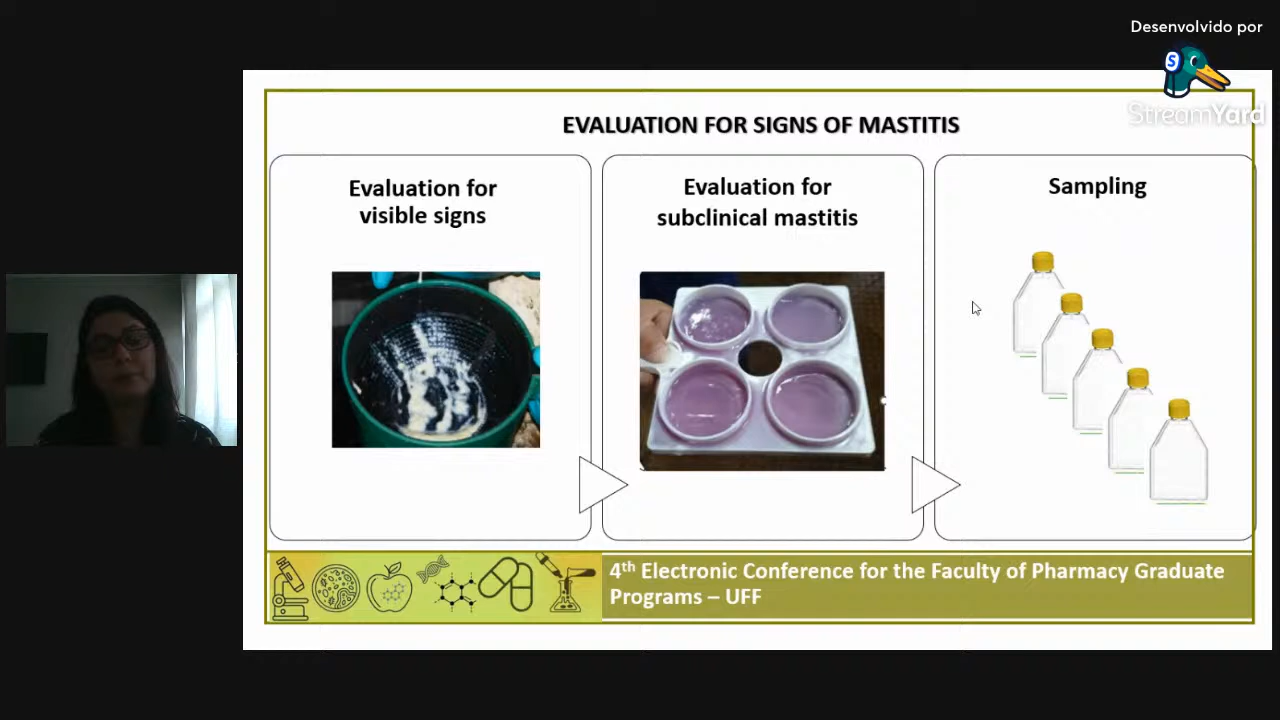 Desenvolvido por
S
StreamYard
EVALUATION FOR SIGNS OF MASTITIS
Evaluation for
visible signs
Evaluation for
subclinical mastitis
Sampling
4th Electronic Conference for the Faculty of Pharmacy Graduate
Programs – UFF